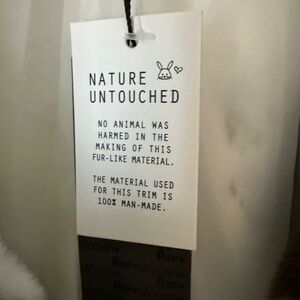 NATURE
UNTOUCHED
NO ANIMAL WAS
HARMED IN THE
MAKING OF THIS
FUR-LIKE MATERIAL.
THE MATERIAL USED
FOR THIS TRIM IS
100% MAN-MADE.